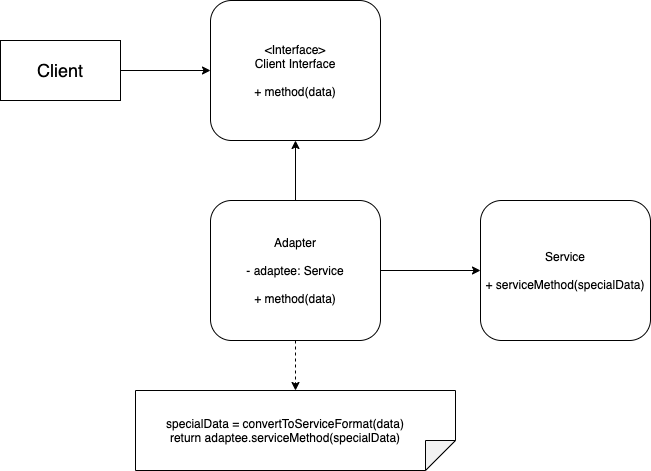 Client
<Interface>
Client Interface
+ method(data)
Adapter
- adaptee: Service
+ method(data)
Service
+ serviceMethod(specialData)
specialData = convertToServiceFormat(data)
return adaptee.serviceMethod(specialData)